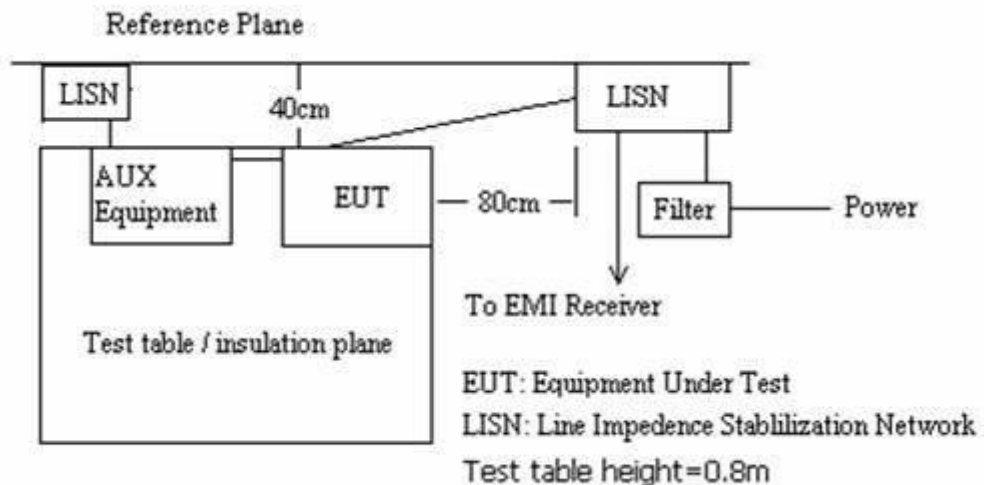 Reference Plane
LISN
40cm
LISN
AUX
Equipment
EUT
80cm
Filter
Power
To EMI Receiver
Test table / insulation plane
EUT: Equipment Under Test
LISN: Line Impedence Stablilization Network
Test table height=0.8m